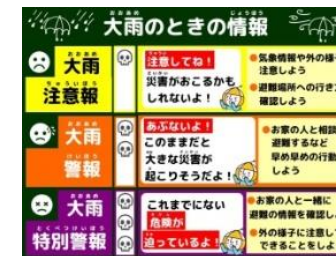 大雨のときの情報
大雨
注意報
注意してね!
災害がおこるかも
しれないよ!
●気象情報や外の様
注意しよう
●避難場所への行き
確認しよう
大雨
警報
あぶないよ!
このままだと
大きな災害が
起こりそうだよ!
●お家の人と相談
避難するなど
早め早めの行動
しよう
大雨
特別警報
これまでにない
危険が
迫っているよ!
●お家の人と一緒に
避難の情報を確認し
●外の様子に注意して
できることをしよ